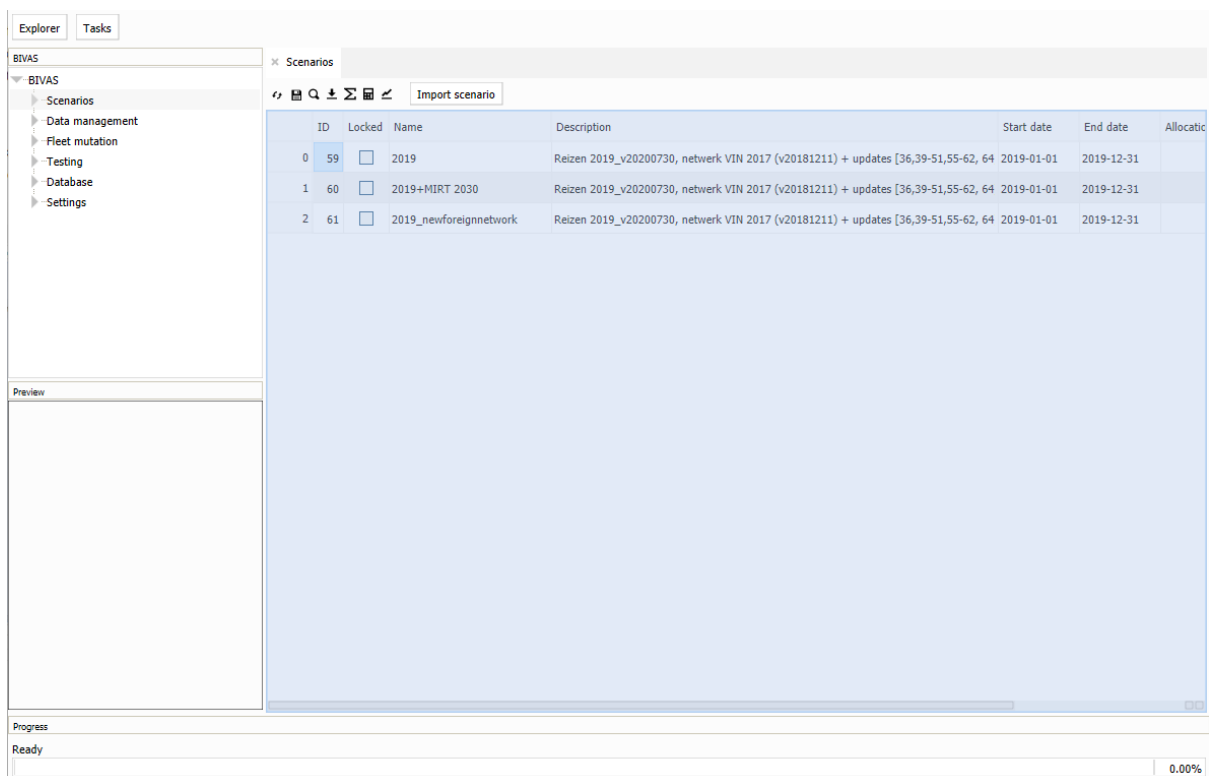 Explorer Tasks
BIVAS
BIVAS
Scenarios
Data management
Fleet mutation
Testing
Database
Settings
Preview
Scenarios
Import scenario
ID Locked Name Description Start date End date Allocatic
0 59 2019 Reizen 2019_v20200730, netwerk VIN 2017 (v20181211) + updates [36,39-51,55-62, 64 2019-01-01 2019-12-31
1 60 2019+MIRT 2030 Reizen 2019_v20200730, netwerk VIN 2017 (v20181211) + updates [36,39-51,55-62, 64 2019-01-01 2019-12-31
2 61 2019_newforeignnetwork Reizen 2019_v20200730, netwerk VIN 2017 (v20181211) + updates [36,39-51,55-62, 64 2019-01-01 2019-12-31
Progress
Ready
0.00%